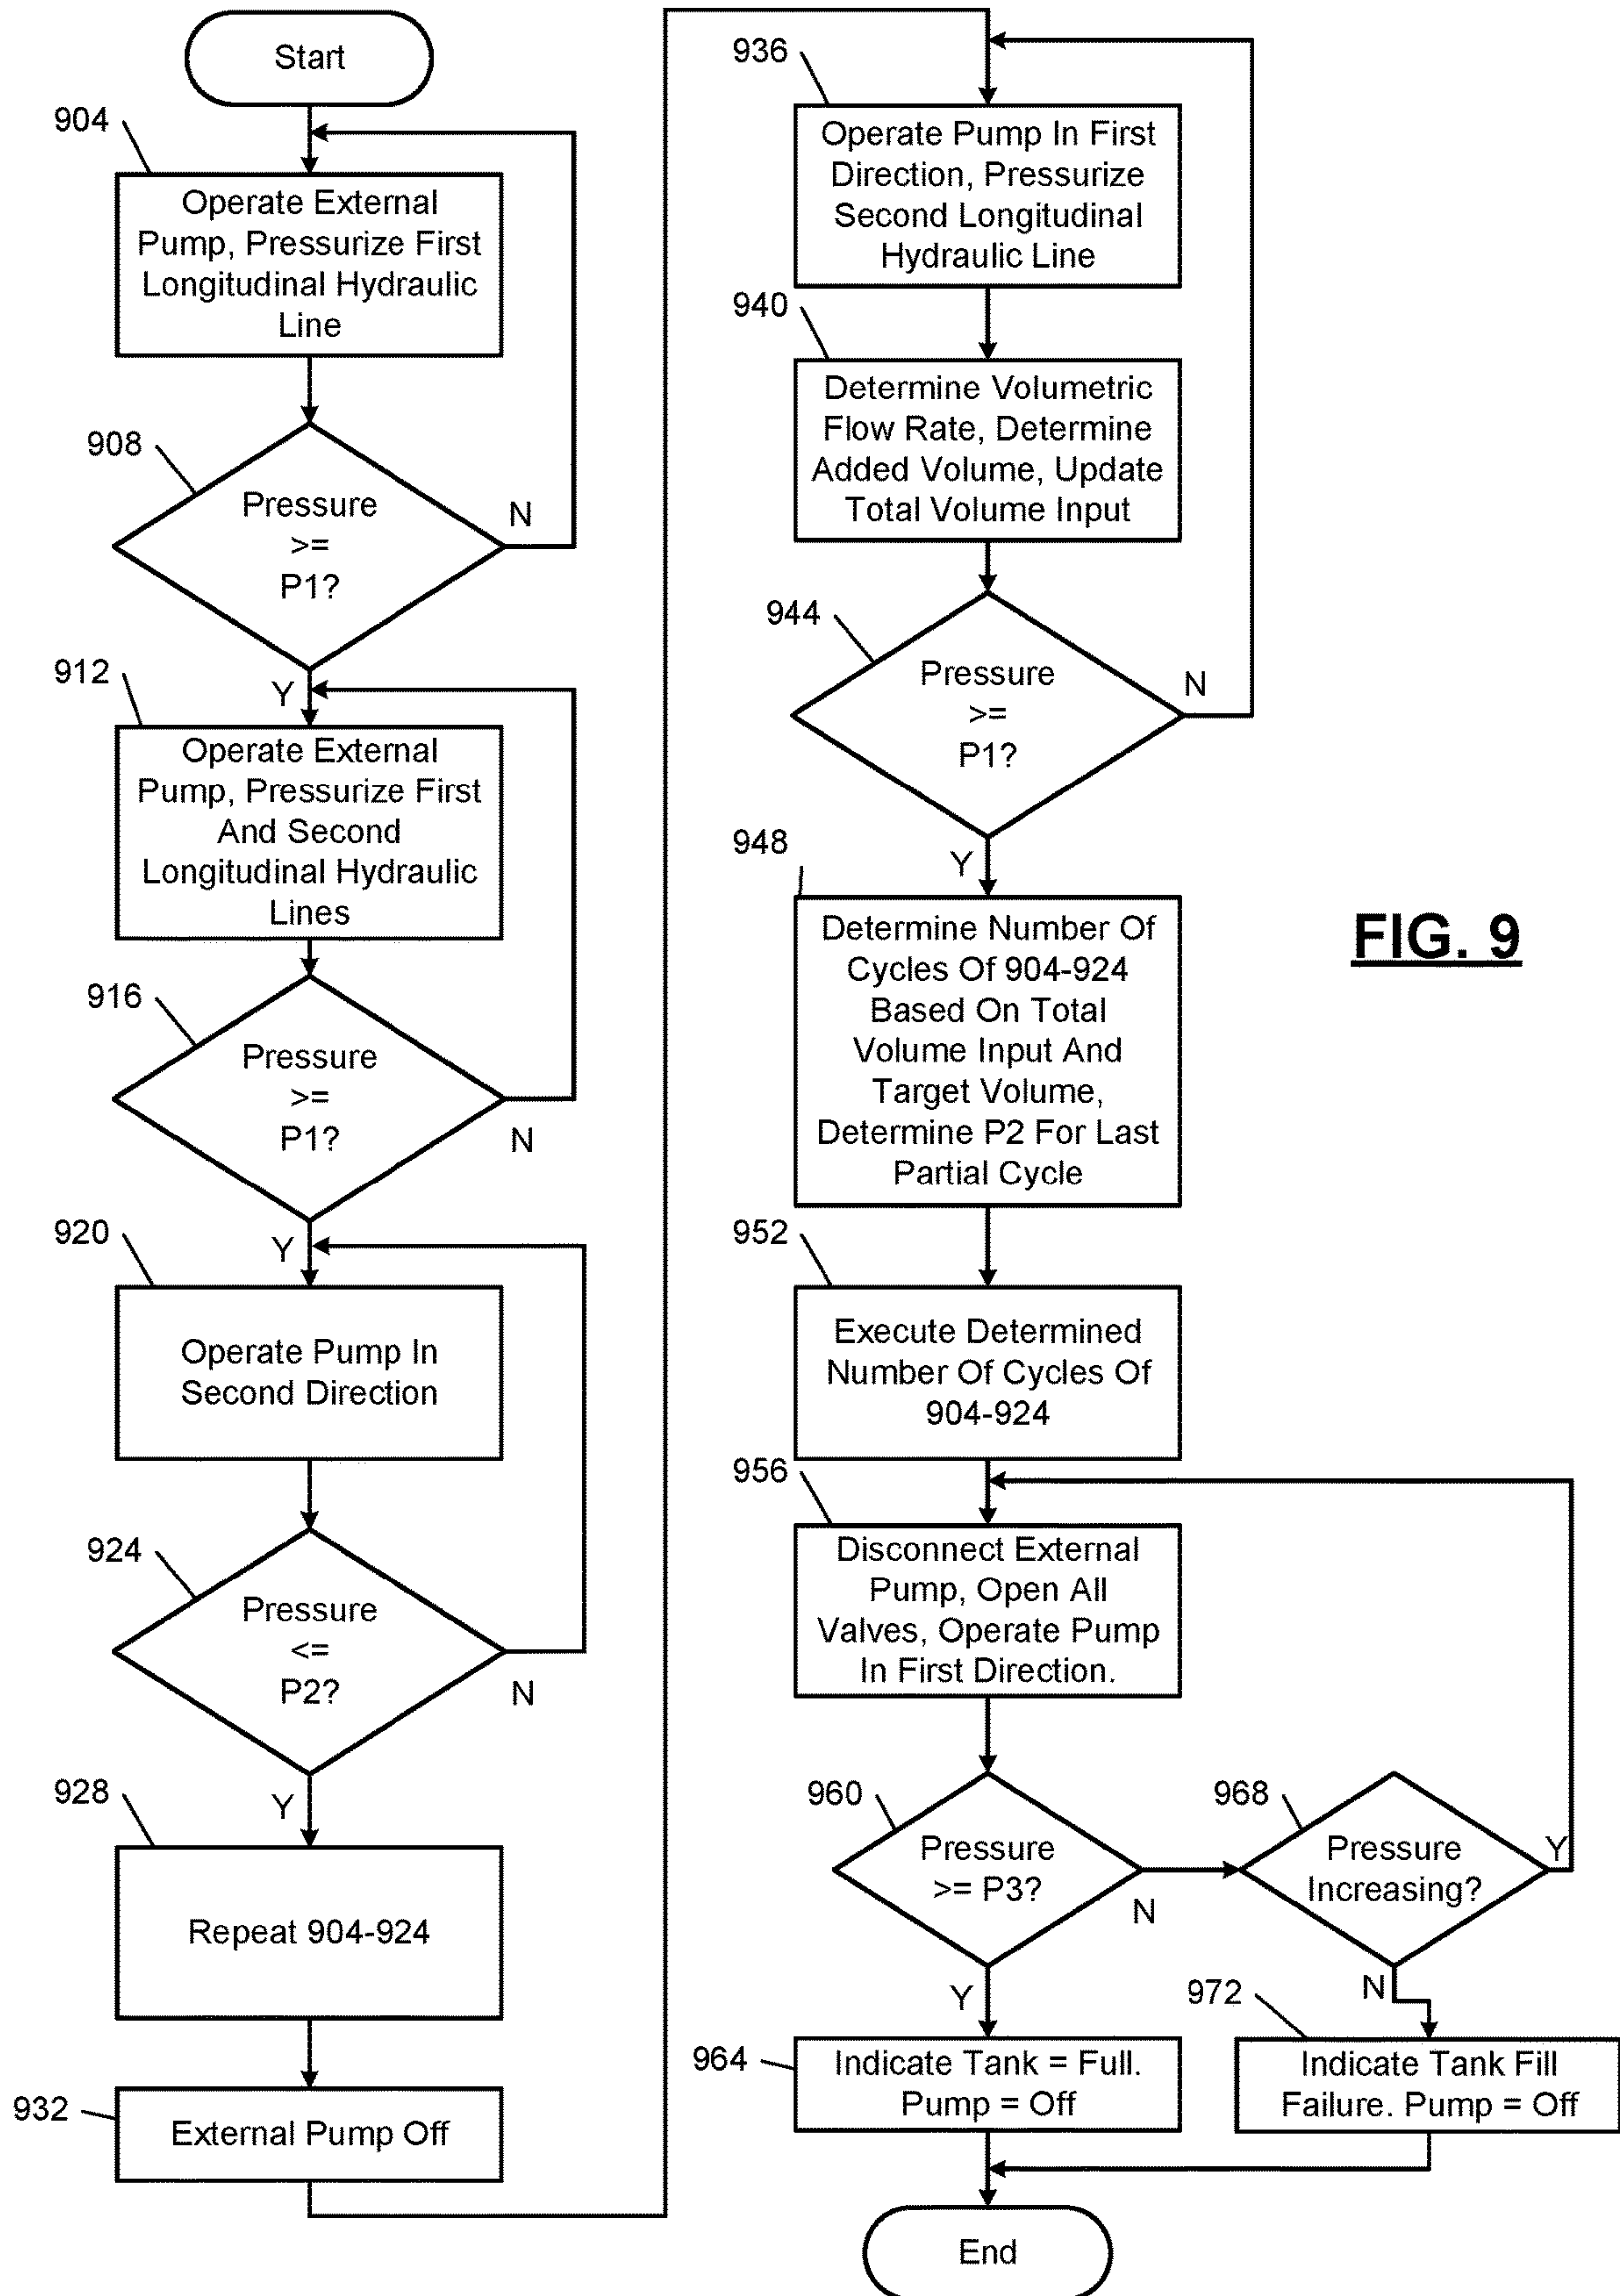 Start
904
Operate External
Pump, Pressurize First
Longitudinal Hydraulic
Line
908
Pressure
>=
P1?
N
Y
912
Operate External
Pump, Pressurize First
And Second
Longitudinal Hydraulic
Lines
916
Pressure
>=
P1?
N
Y
920
Operate Pump In
Second Direction
924
Pressure
<=
P2?
N
Y
928
Repeat 904-924
932
External Pump Off
936
Operate Pump In First
Direction, Pressurize
Second Longitudinal
Hydraulic Line
940
Determine Volumetric
Flow Rate, Determine
Added Volume, Update
Total Volume Input
944
Pressure
>=
P1?
N
Y
948
Determine Number Of
Cycles Of 904-924
Based On Total
Volume Input And
Target Volume,
Determine P2 For Last
Partial Cycle
952
Execute Determined
Number Of Cycles Of
904-924
956
Disconnect External
Pump, Open All
Valves, Operate Pump
In First Direction.
960
Pressure
>= P3?
N
Y
968
Pressure
Increasing?
Y
N
964
Indicate Tank = Full.
Pump = Off
972
Indicate Tank Fill
Failure. Pump = Off
End
FIG. 9